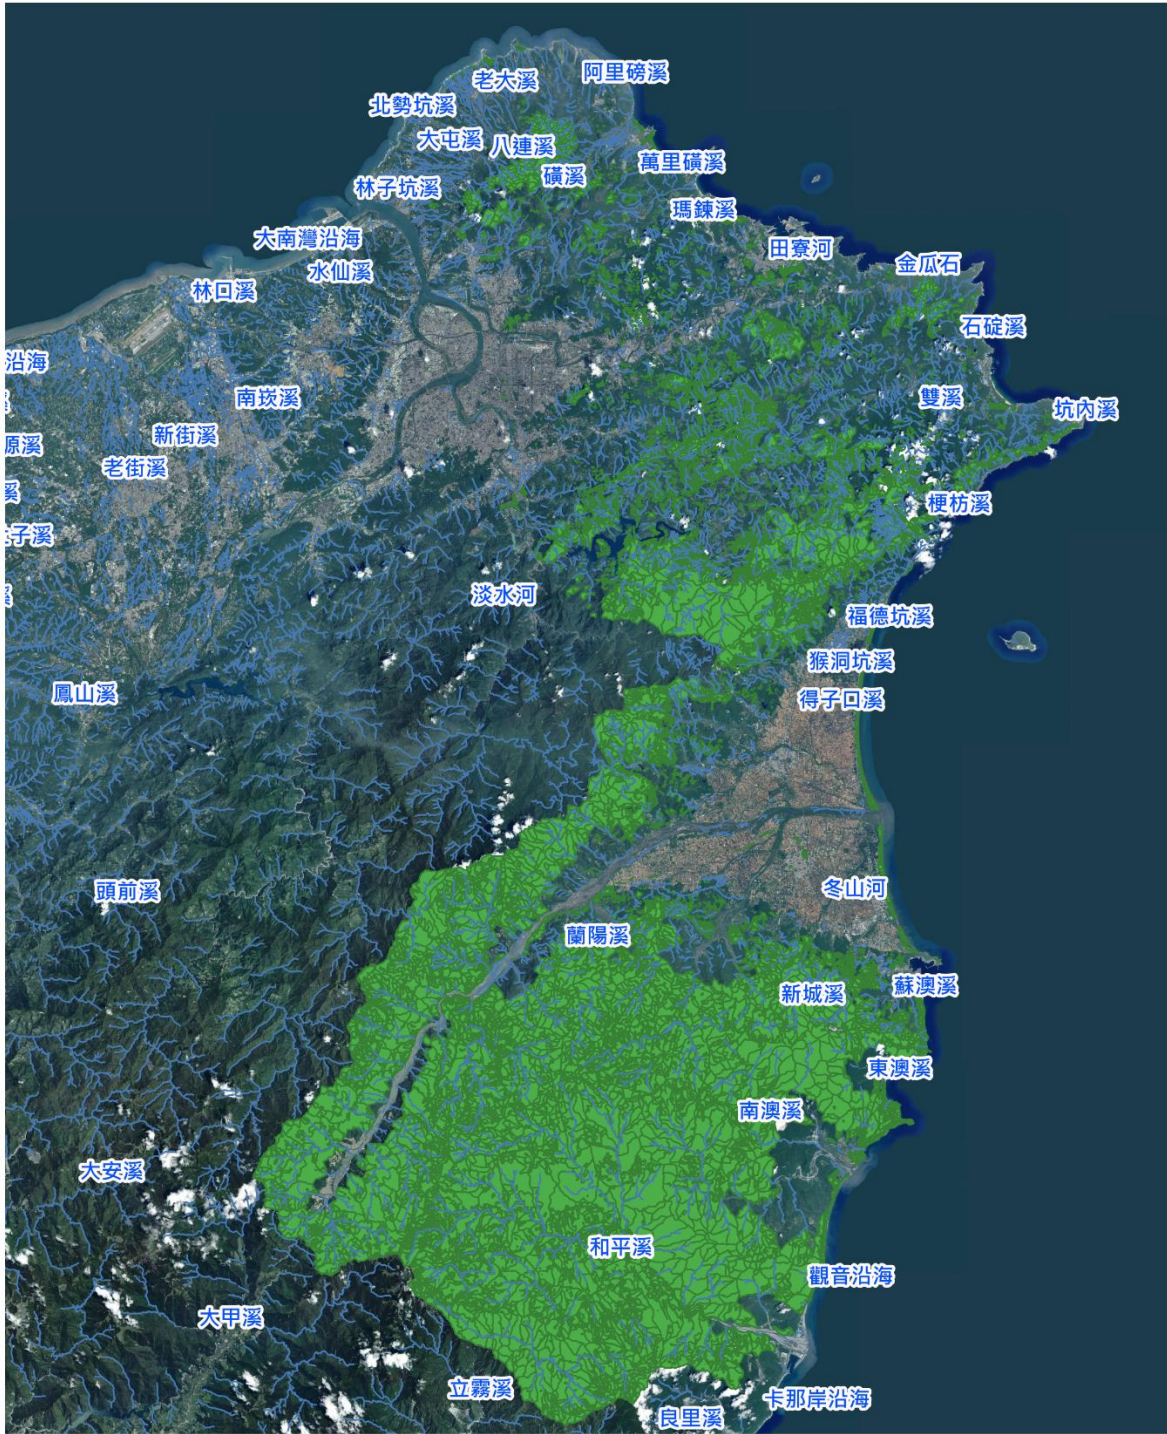 阿里磅溪
老大溪
北勢坑溪
大屯溪
八連溪
萬里磺溪
磺溪
林子坑溪
瑪鋉溪
大南灣沿海
田寮河
金瓜石
水仙溪
林口溪
石碇溪
沿海
南崁溪
雙溪
坑內溪
新街溪
源溪
老街溪
溪
梗枋溪
子溪
淡水河
溪
福德坑溪
猴洞坑溪
鳳山溪
得子口溪
頭前溪
冬山河
蘭陽溪
新城溪
蘇澳溪
東澳溪
南澳溪
大安溪
和平溪
觀音沿海
大甲溪
立霧溪
卡那岸沿海
良里溪